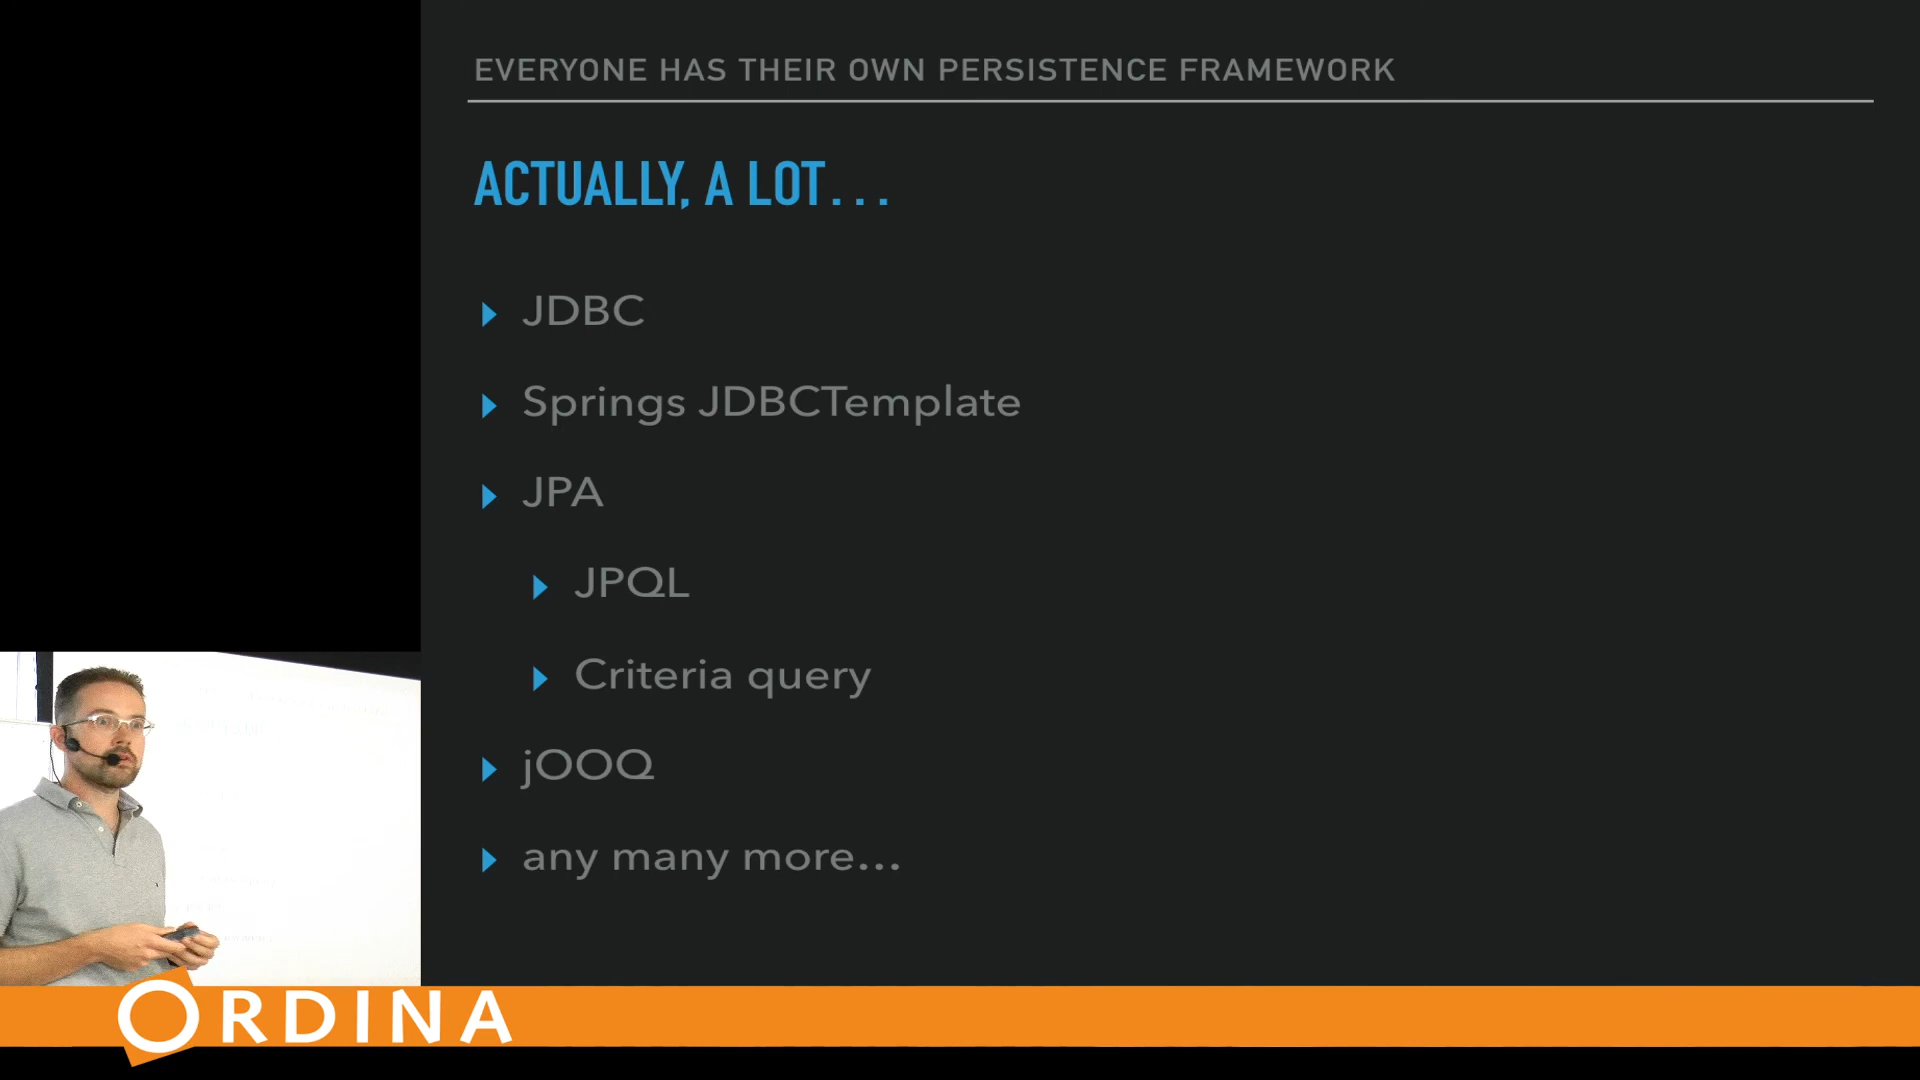 EVERYONE HAS THEIR OWN PERSISTENCE FRAMEWORK
ACTUALLY, A LOT...
JDBC
Springs JDBCTemplate
JPA
JPQL
Criteria query
jOOQ
any many more...
ORDINA